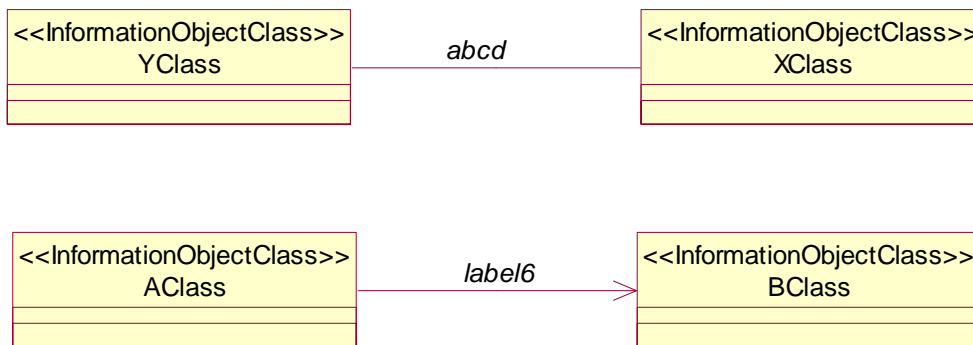 <<InformationObjectClass>>
YClass
abcd
<<InformationObjectClass>>
XClass
<<InformationObjectClass>>
AClass
label6
<<InformationObjectClass>>
BClass